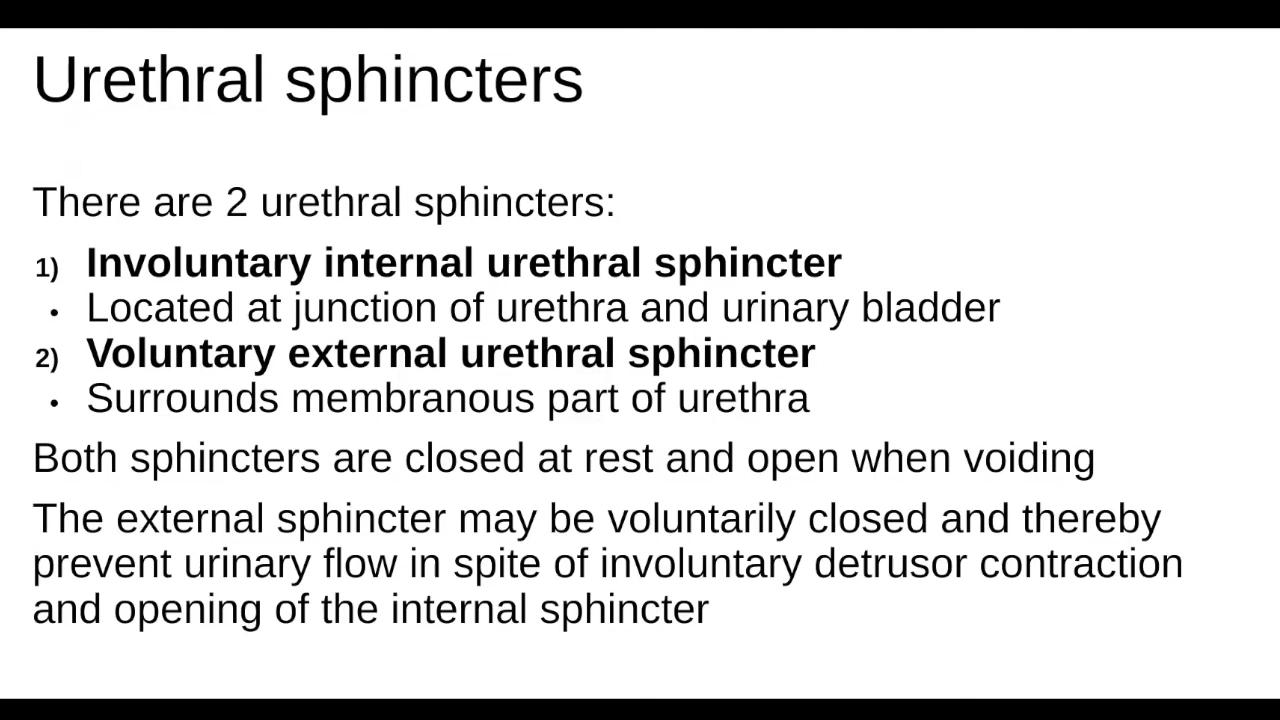 Urethral sphincters
There are 2 urethral sphincters:
1) Involuntary internal urethral sphincter
• Located at junction of urethra and urinary bladder
2) Voluntary external urethral sphincter
• Surrounds membranous part of urethra
Both sphincters are closed at rest and open when voiding
The external sphincter may be voluntarily closed and thereby
prevent urinary flow in spite of involuntary detrusor contraction
and opening of the internal sphincter